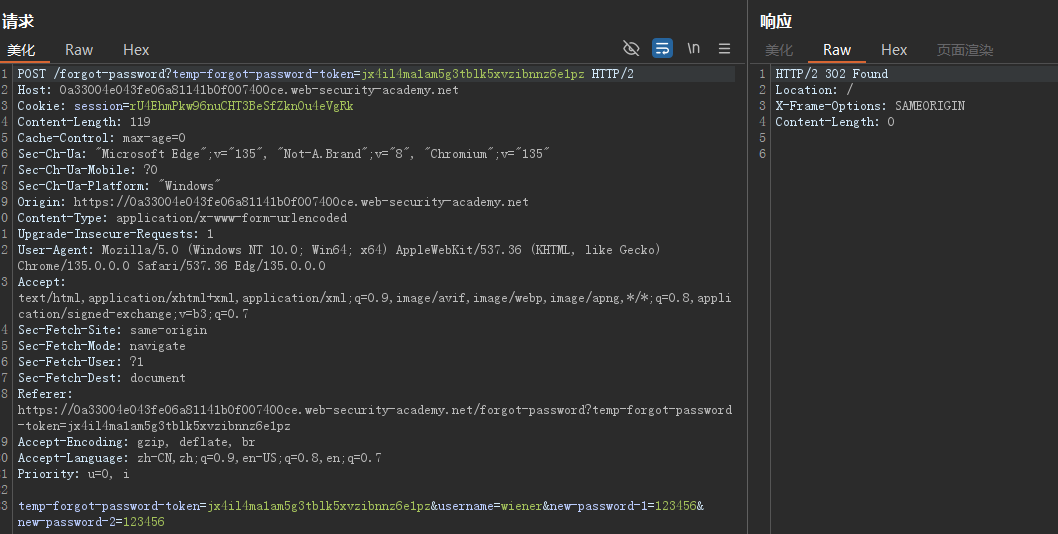 请求
美化 Raw Hex \n
1 POST /forgot-password?temp-forgot-password-token=jx4il4ma1am5g3tblk5xvzibnnz6e1pz HTTP/2
2 Host: 0a33004e043fe06a81141b0f007400ce.web-security-academy.net
3 Cookie: session=rU4EhmPkw96nuCHT3BeSfZknOu4eVgRk
4 Content-Length: 119
5 Cache-Control: max-age=0
6 Sec-Ch-Ua: "Microsoft Edge";v="135", "Not-A.Brand";v="8", "Chromium";v="135"
7 Sec-Ch-Ua-Mobile: ?0
8 Sec-Ch-Ua-Platform: "Windows"
9 Origin: https://0a33004e043fe06a81141b0f007400ce.web-security-academy.net
0 Content-Type: application/x-www-form-urlencoded
1 Upgrade-Insecure-Requests: 1
2 User-Agent: Mozilla/5.0 (Windows NT 10.0; Win64; x64) AppleWebKit/537.36 (KHTML, like Gecko)
Chrome/135.0.0.0 Safari/537.36 Edg/135.0.0.0
3 Accept:
text/html,application/xhtml+xml,application/xml;q=0.9,image/avif,image/webp,image/apng,*/*;q=0.8,appli
cation/signed-exchange;v=b3;q=0.7
4 Sec-Fetch-Site: same-origin
5 Sec-Fetch-Mode: navigate
6 Sec-Fetch-User: ?1
7 Sec-Fetch-Dest: document
8 Referer:
https://0a33004e043fe06a81141b0f007400ce.web-security-academy.net/forgot-password?temp-forgot-password
-token=jx4il4ma1am5g3tblk5xvzibnnz6e1pz
9 Accept-Encoding: gzip, deflate, br
0 Accept-Language: zh-CN,zh;q=0.9,en-US;q=0.8,en;q=0.7
1 Priority: u=0, i
2
3 temp-forgot-password-token=jx4il4ma1am5g3tblk5xvzibnnz6e1pz&username=wiener&new-password-1=123456&
new-password-2=123456
响应
美化 Raw Hex 页面渲染
1 HTTP/2 302 Found
2 Location: /
3 X-Frame-Options: SAMEORIGIN
4 Content-Length: 0
5
6